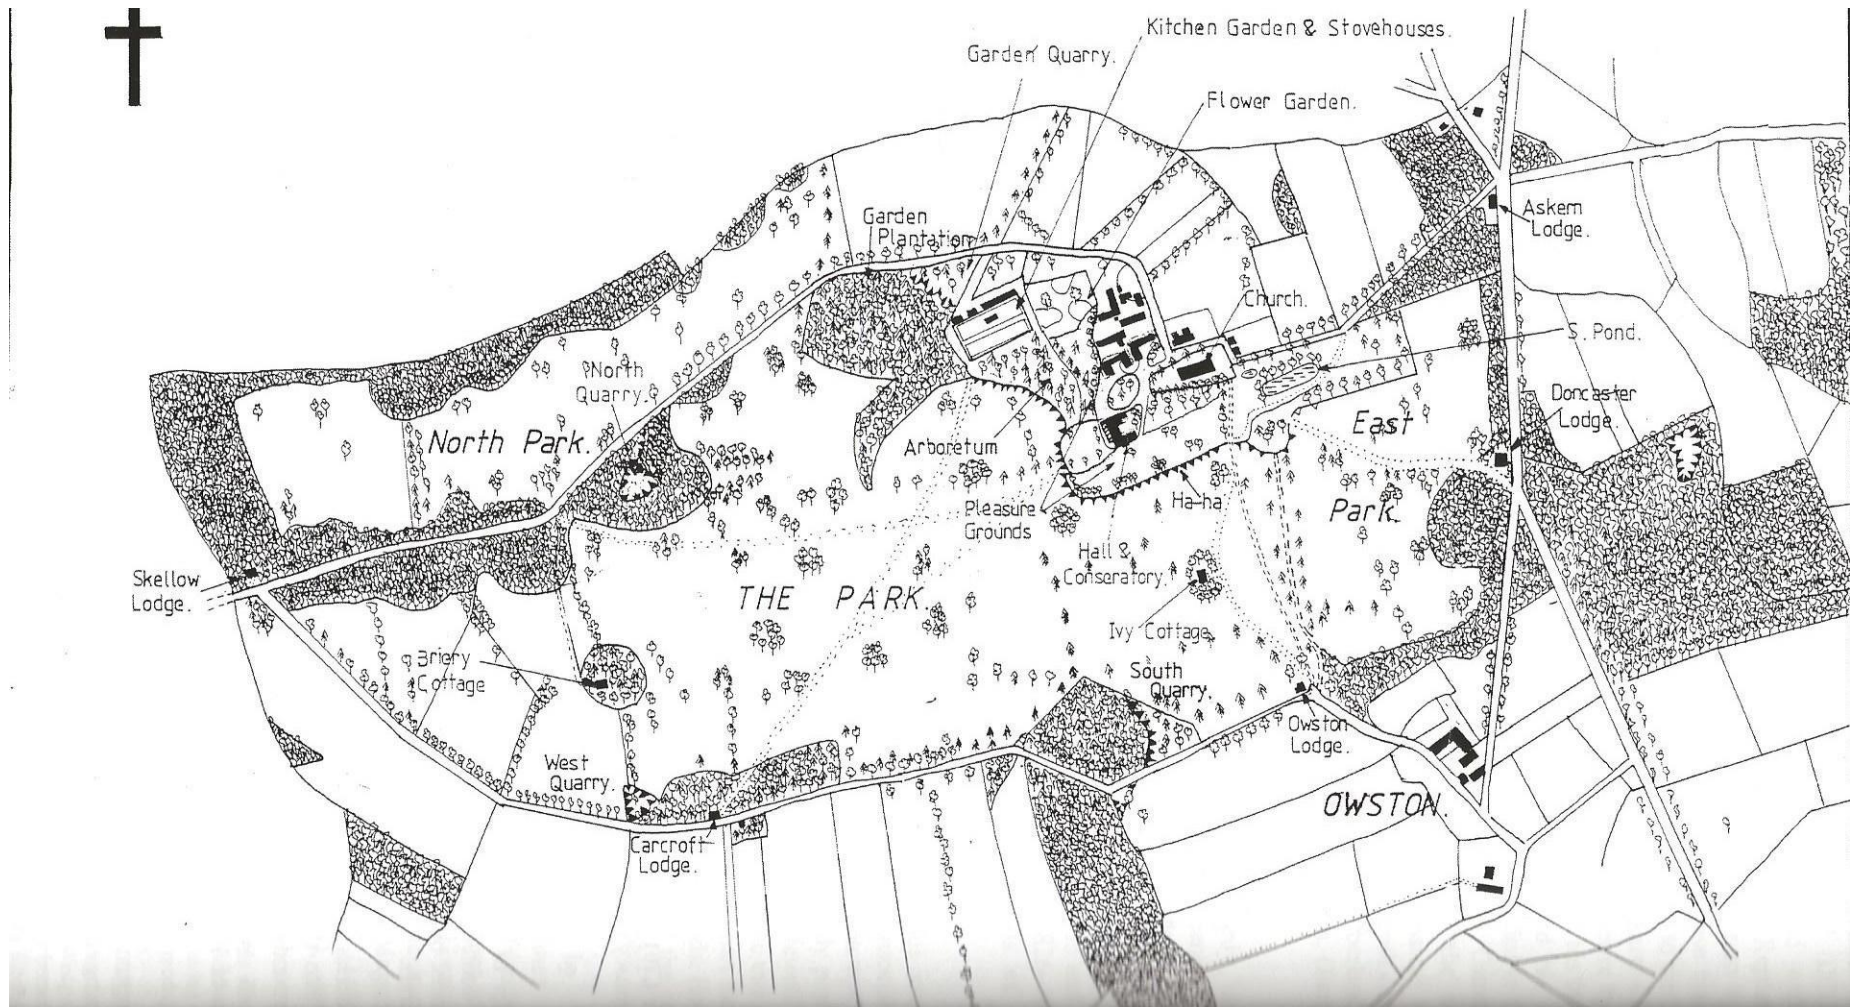 Kitchen Garden & Stovehouses.
Garden Quarry.
Flower Garden.
Garden
Plantation
Askem
Lodge.
Church.
S. Pond.
North
Quarry.
Doncaster
Lodge.
North Park.
East
Park.
Arboretum
Pleasure
Grounds
Ha-ha
Hall &
Conseratory.
Skellow
Lodge.
THE PARK.
Ivy Cottage
Briery
Cottage
South
Quarry.
Owston
Lodge.
West
Quarry.
OWSTON.
Carcroft
Lodge.